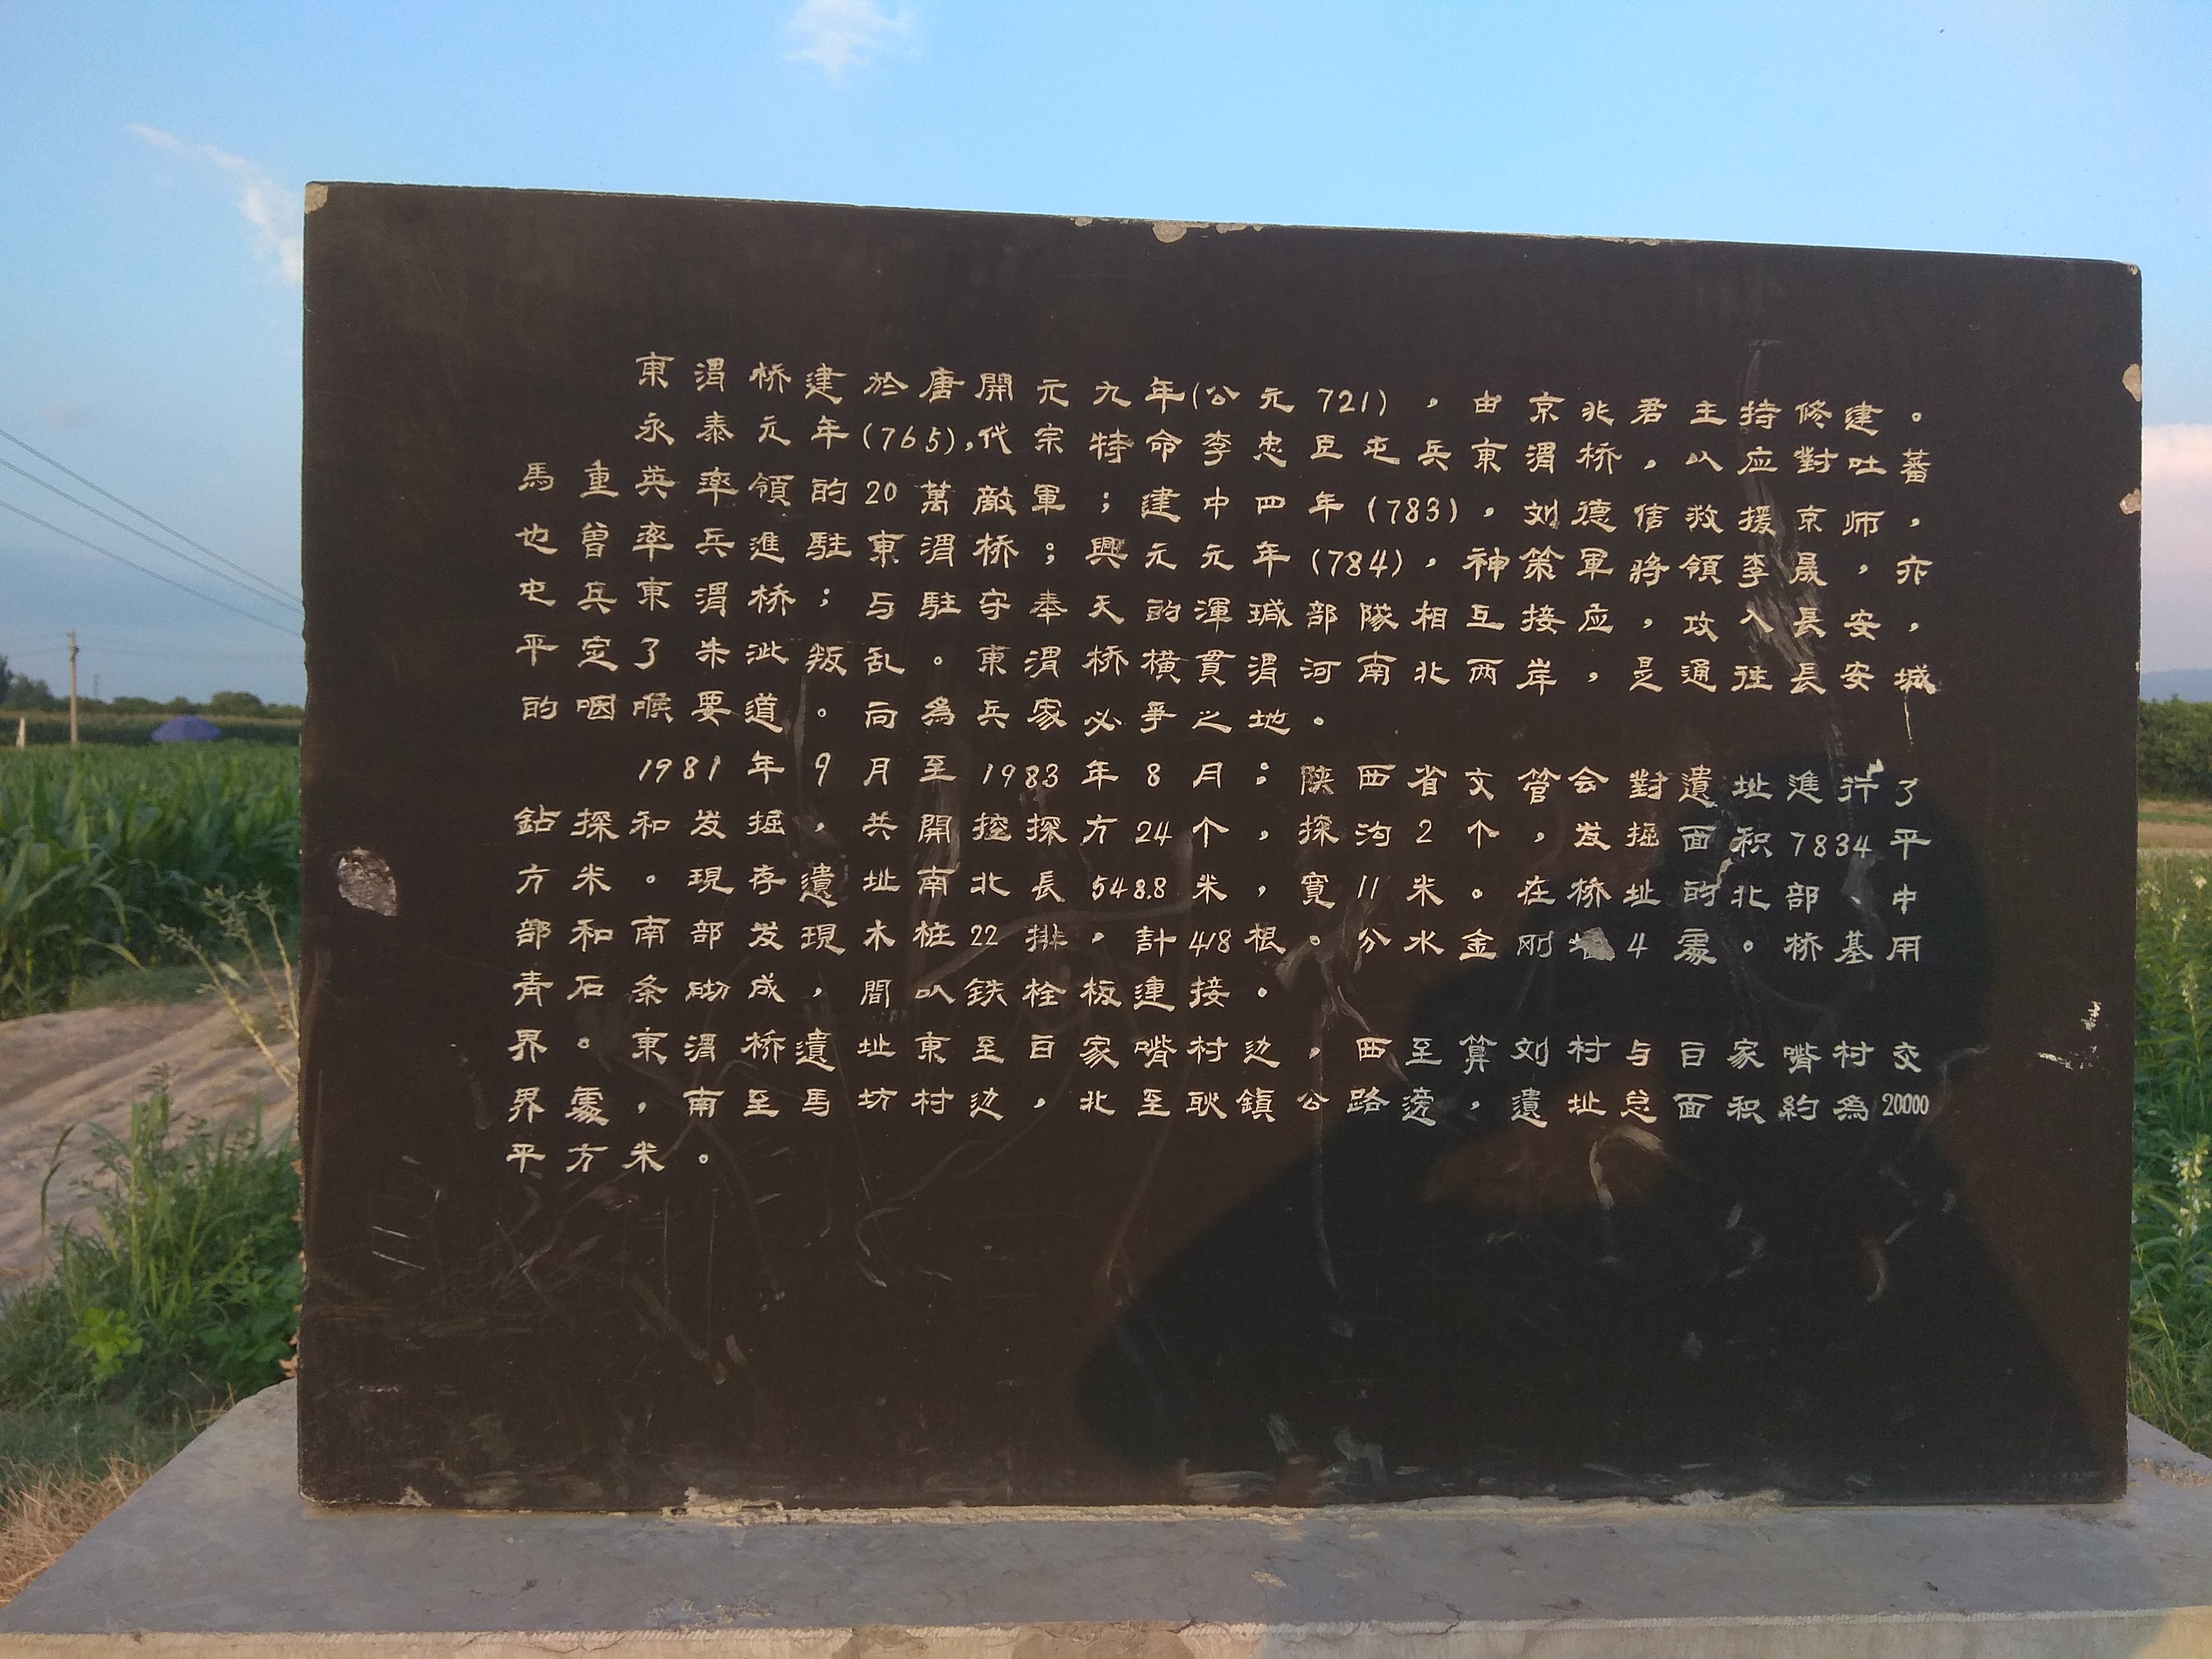 東渭桥建於唐開元九年(公元721)，由京兆君主持修建。
永泰元年(765),代宗特命李忠臣屯兵東渭桥，以应對吐蕃
馬重英率領的20萬敵軍；建中四年(783)，刘德信救援京师，
也曾率兵進駐東渭桥；興元元年(784)，神策軍將領李晟，亦
屯兵東渭桥；与駐守奉天的渾瑊部隊相互接应，攻入長安，
平定了朱泚叛乱。東渭桥橫貫渭河南北两岸，是通往長安城
的咽喉要道。向為兵家必爭之地。
1981年9月至1983年8月；陕西省文管会對遺址進行了
鉆探和发掘，共開挖探方24个，探沟2个，发掘面积7834平
方米。現存遺址南北長548.8米，寬11米。在桥址的北部、中
部和南部发現木桩22排，計418根。分水金刚墙4處。桥基用
青石条砌成，間以鉄栓板連接。
東渭桥遺址東至白家嘴村边，西至算刘村与白家嘴村交
界。
界處，南至馬坊村边，北至耿鎮公路旁，遺址总面积約為20000
平方米。